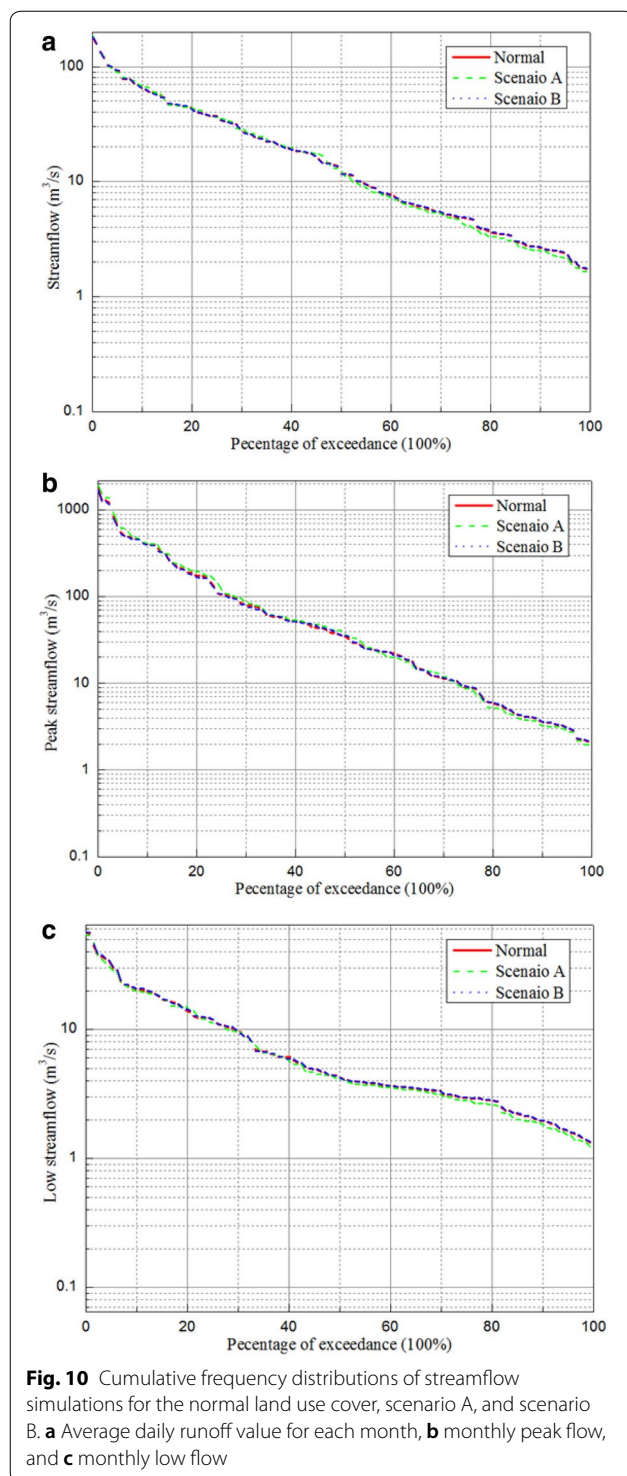 a
Normal
Scenaio A
Scenaio B
100
10
1
0.1
Streamflow (m³/s)
0 20 40 60 80 100
Pecentage of exceedance (100%)
b
Normal
Scenaio A
Scenaio B
1000
100
10
1
0.1
Peak streamflow (m³/s)
0 20 40 60 80 100
Pecentage of exceedance (100%)
c
Normal
Scenaio A
Scenaio B
10
1
0.1
Low streamflow (m³/s)
0 20 40 60 80 100
Pecentage of exceedance (100%)
Fig. 10 Cumulative frequency distributions of streamflow
simulations for the normal land use cover, scenario A, and scenario
B. a Average daily runoff value for each month, b monthly peak flow,
and c monthly low flow